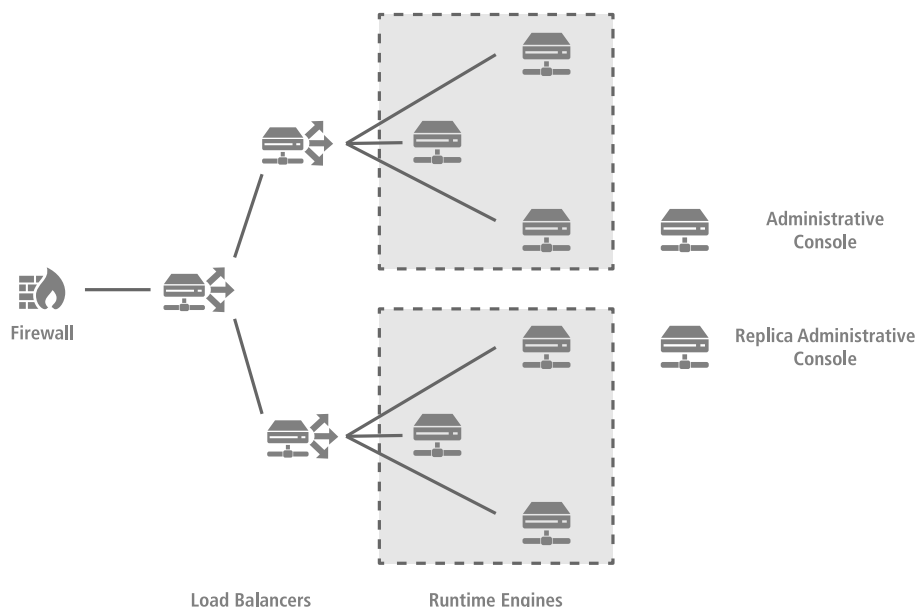 Administrative
Console
Firewall
Replica Administrative
Console
Load Balancers
Runtime Engines